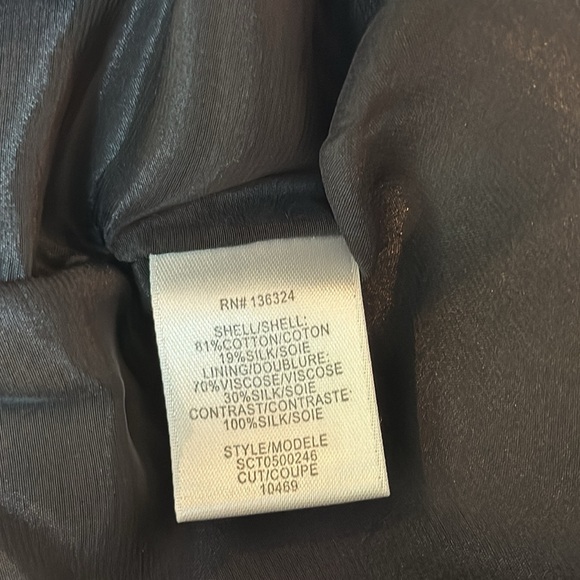 RN# 136324
SHELL/SHELL:
81%COTTON/COTON
19%SILK/SOIE
LINING/DOUBLURE:
70%VISCOSE/VISCOSE
30%SILK/SOIE
CONTRAST/CONTRASTE:
100%SILK/SOIE
STYLE/MODELE
SCT0500246
CUT/COUPE
10469